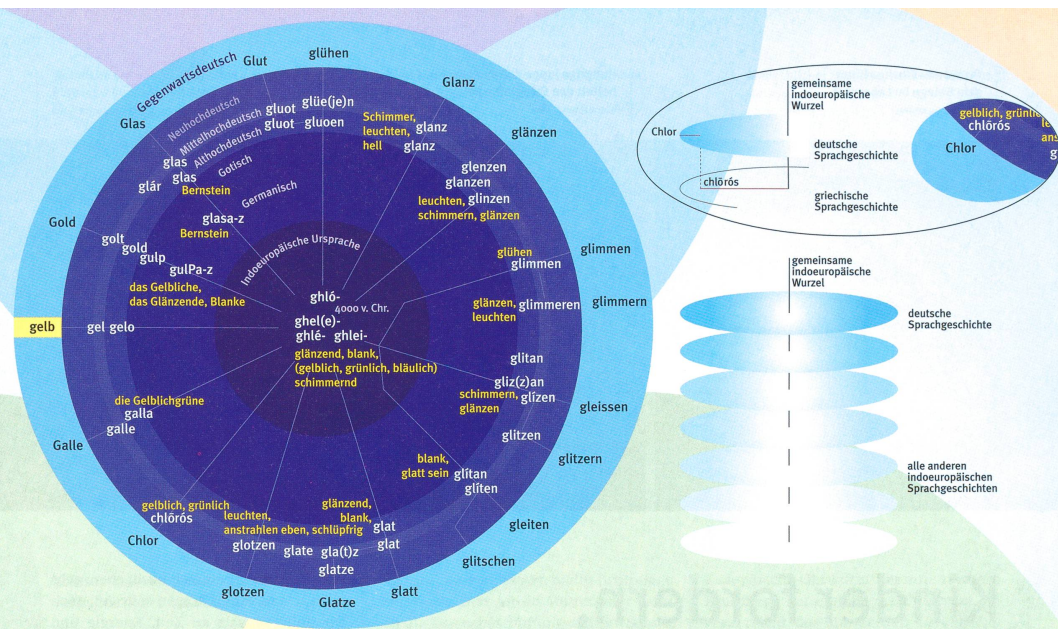 Gegenwartsdeutsch
Neuhochdeutsch
Mittelhochdeutsch
Althochdeutsch
Gotisch
Germanisch
Indoeuropäische Ursprache
ghló-
4000 v. Chr.
ghel(e)-
ghlé- ghlei-
glänzend, blank,
(gelblich, grünlich, bläulich)
schimmernd
Glut
gluot
gluot
glühen
glüe(je)n
gluoen
Glanz
Schimmer,
leuchten,
hell
glanz
glanz
glänzen
glenzen
glanzen
glinzen
leuchten,
schimmern, glänzen
glimmen
glühen
glimmen
glimmern
glänzen,
leuchten
glimmeren
gleissen
glitan
gliz(z)an
schimmern,
glänzen
glízen
glitzern
glitzen
gleiten
blank,
glatt sein
glítan
glíten
glitschen
glatt
glänzend,
blank,
glat
glat
Glatze
eben, schlüpfrig
glate
gla(t)z
glatze
glotzen
leuchten,
anstrahlen
glotzen
Chlor
gelblich, grünlich
chlōrós
Galle
die Gelblichgrüne
galla
galle
gelb
gel gelo
Gold
golt
gold
gulp
gulPa-z
das Gelbliche,
das Glänzende, Blanke
Glas
glas
glas
glár
Bernstein
glasa-z
Bernstein
gemeinsame
indoeuropäische
Wurzel
Chlor
deutsche
Sprachgeschichte
chlōrós
griechische
Sprachgeschichte
gelblich, grünlic
chlōrós
Chlor
gemeinsame
indoeuropäische
Wurzel
deutsche
Sprachgeschichte
alle anderen
indoeuropäischen
Sprachgeschichten
Kinder fördern.